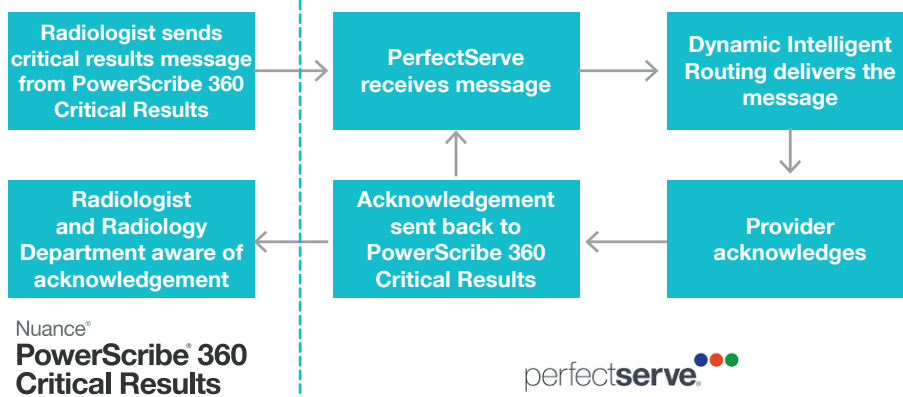 Radiologist sends
critical results message
from PowerScribe 360
Critical Results
PerfectServe
receives message
Dynamic Intelligent
Routing delivers the
message
Radiologist
and Radiology
Department aware of
acknowledgement
Acknowledgement
sent back to
PowerScribe 360
Critical Results
Provider
acknowledges
Nuance®
PowerScribe® 360
Critical Results
perfectserve®